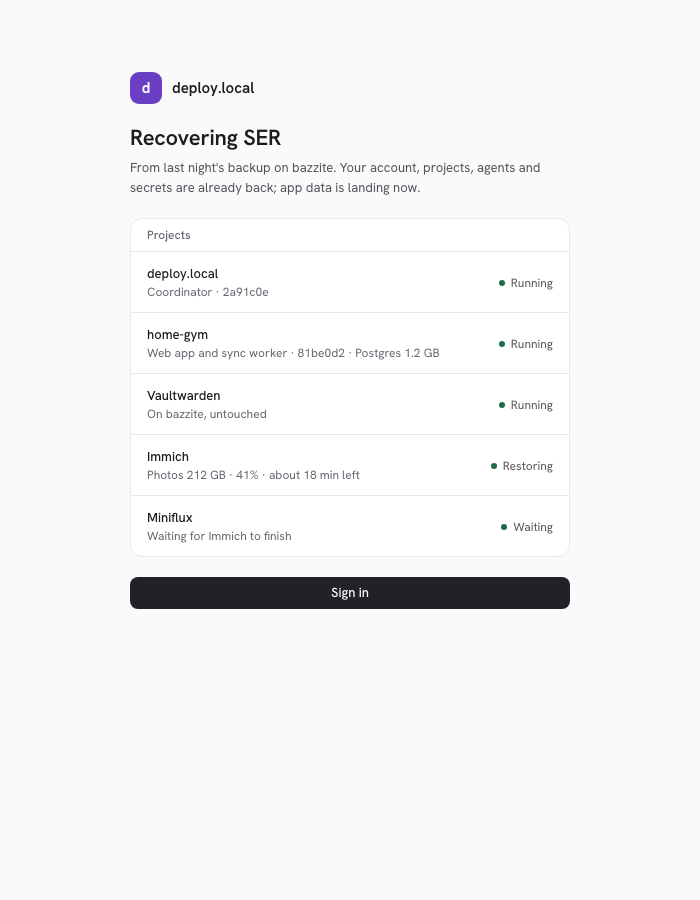 d deploy.local
Recovering SER
From last night's backup on bazzite. Your account, projects, agents and
secrets are already back; app data is landing now.
Projects
deploy.local
Coordinator · 2a91c0e
Running
home-gym
Web app and sync worker · 81be0d2 · Postgres 1.2 GB
Running
Vaultwarden
On bazzite, untouched
Running
Immich
Photos 212 GB · 41% · about 18 min left
Restoring
Miniflux
Waiting for Immich to finish
Waiting
Sign in